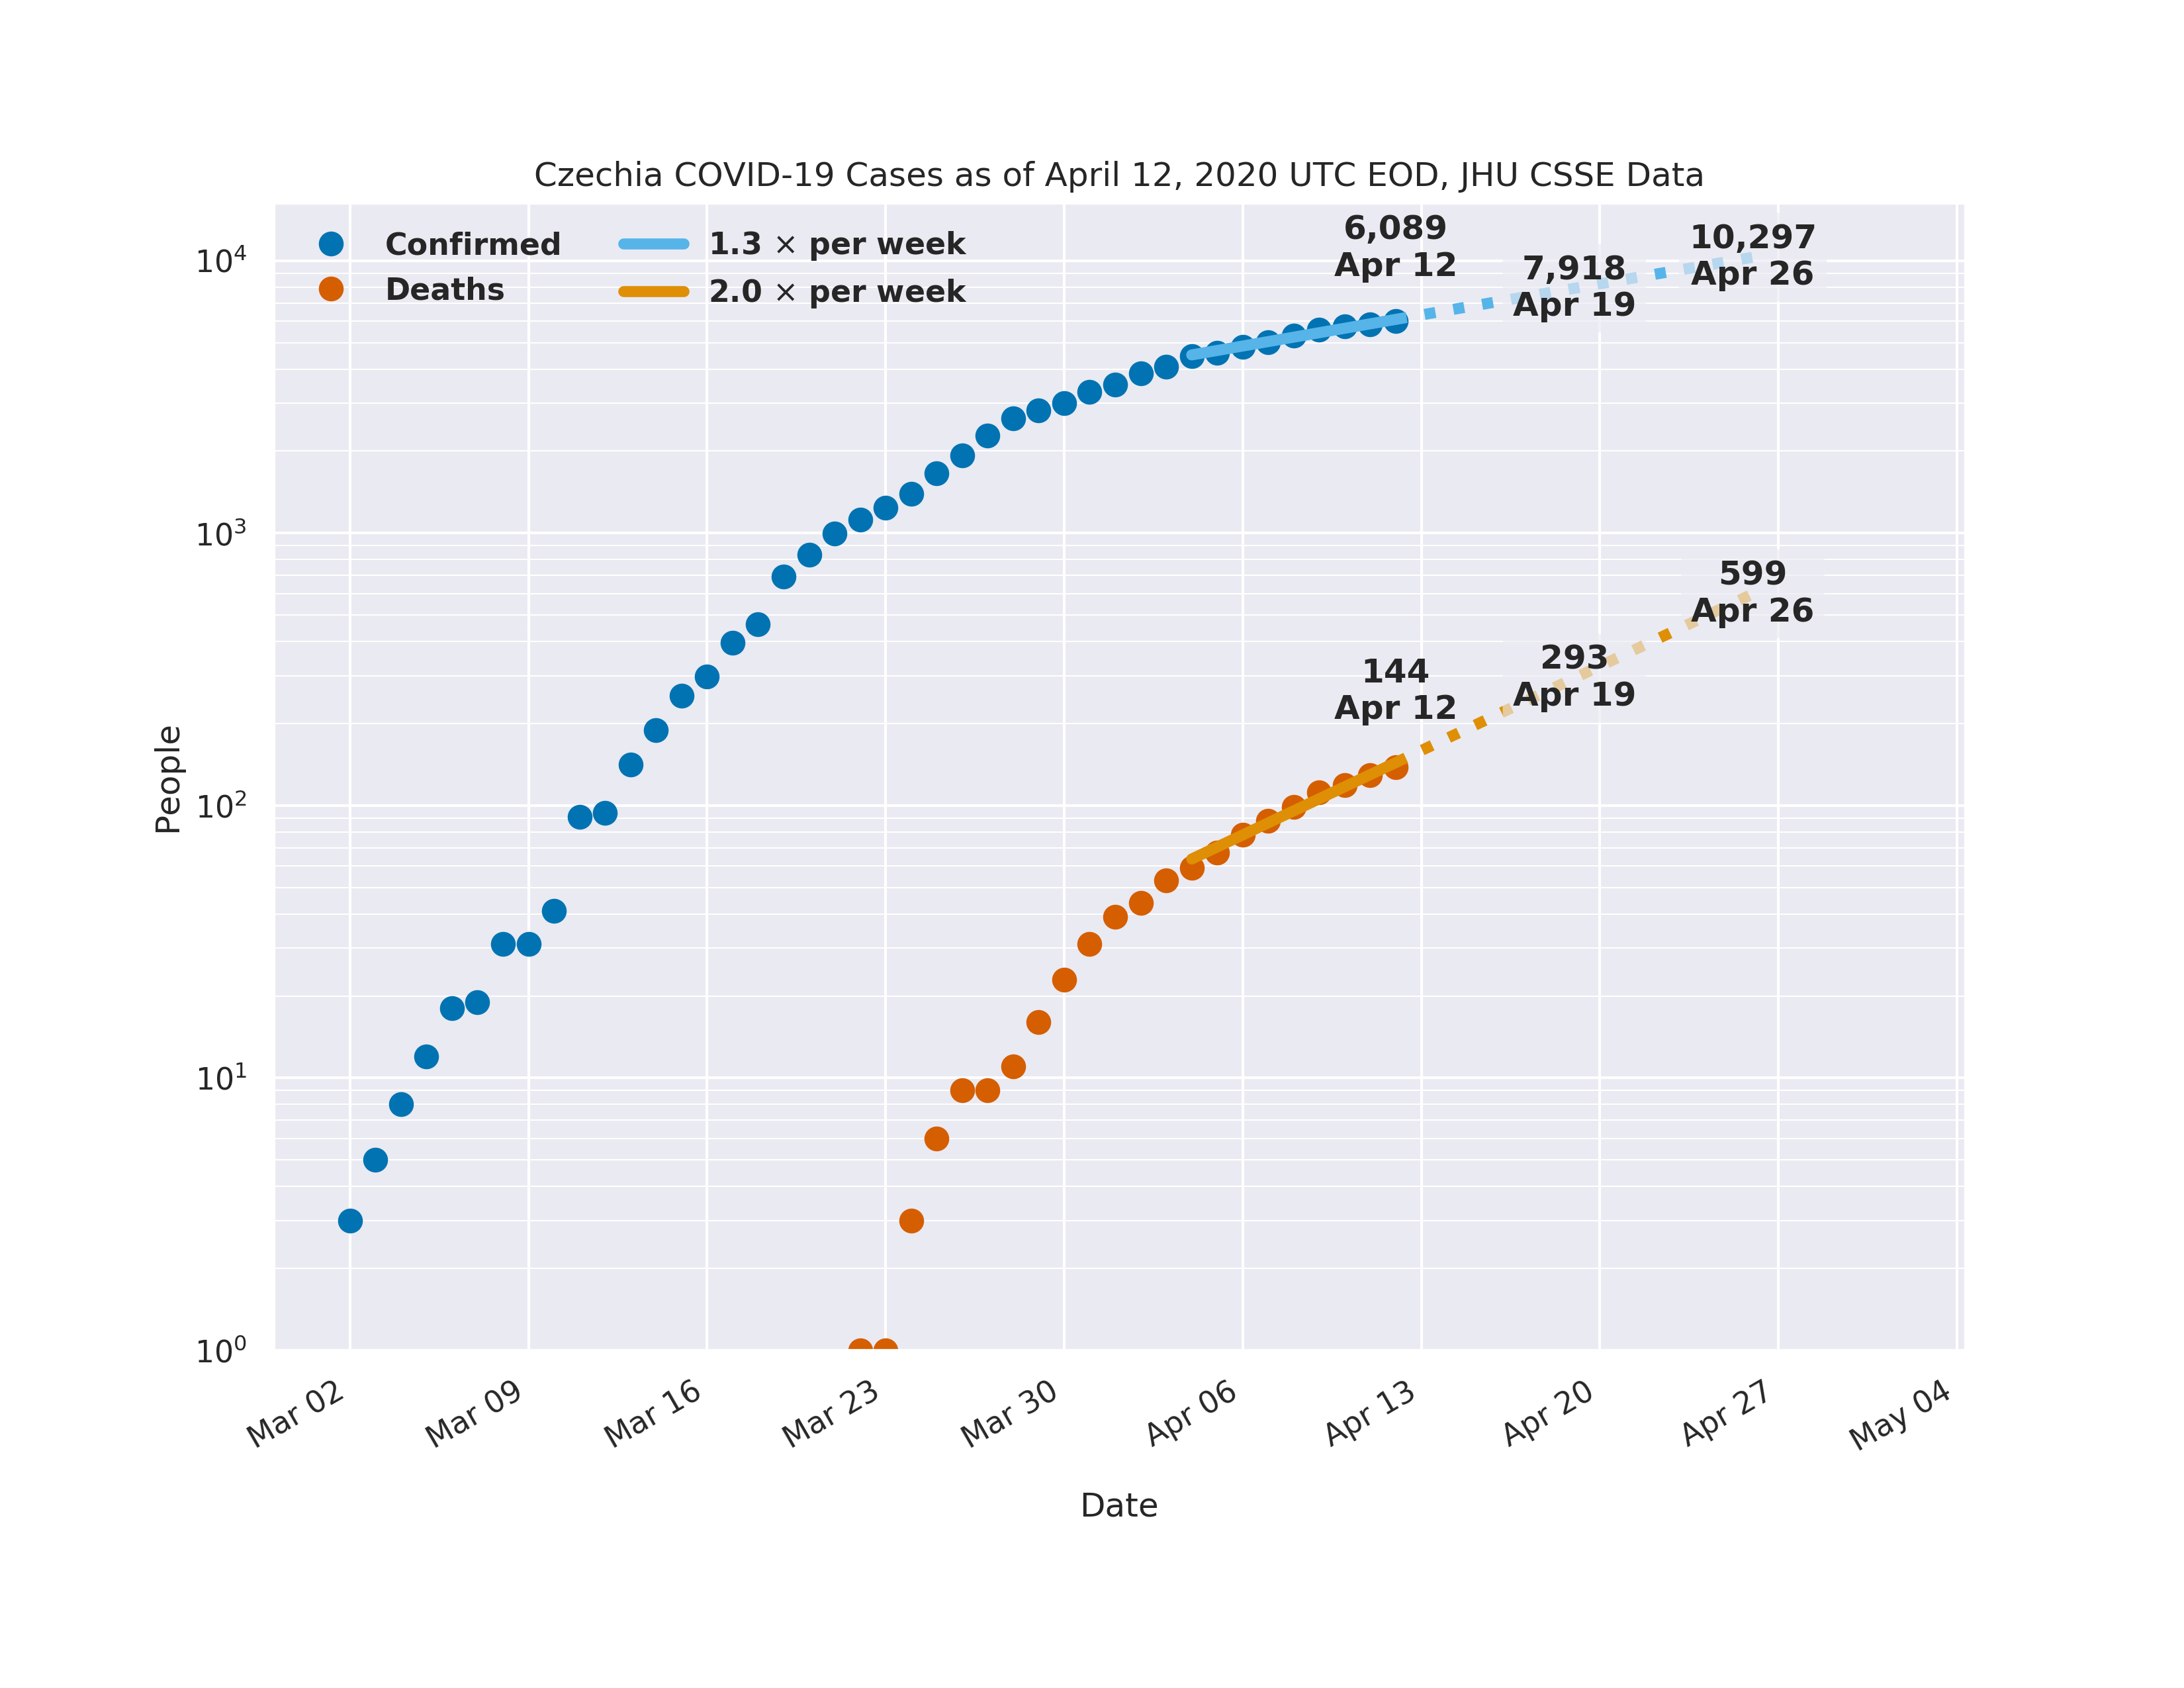 Czechia COVID-19 Cases as of April 12, 2020 UTC EOD, JHU CSSE Data
Confirmed
Deaths
1.3 × per week
2.0 × per week
6,089
Apr 12
7,918
Apr 19
10,297
Apr 26
144
Apr 12
293
Apr 19
599
Apr 26
People
10⁴
10³
10²
10¹
10⁰
Mar 02
Mar 09
Mar 16
Mar 23
Mar 30
Apr 06
Apr 13
Apr 20
Apr 27
May 04
Date